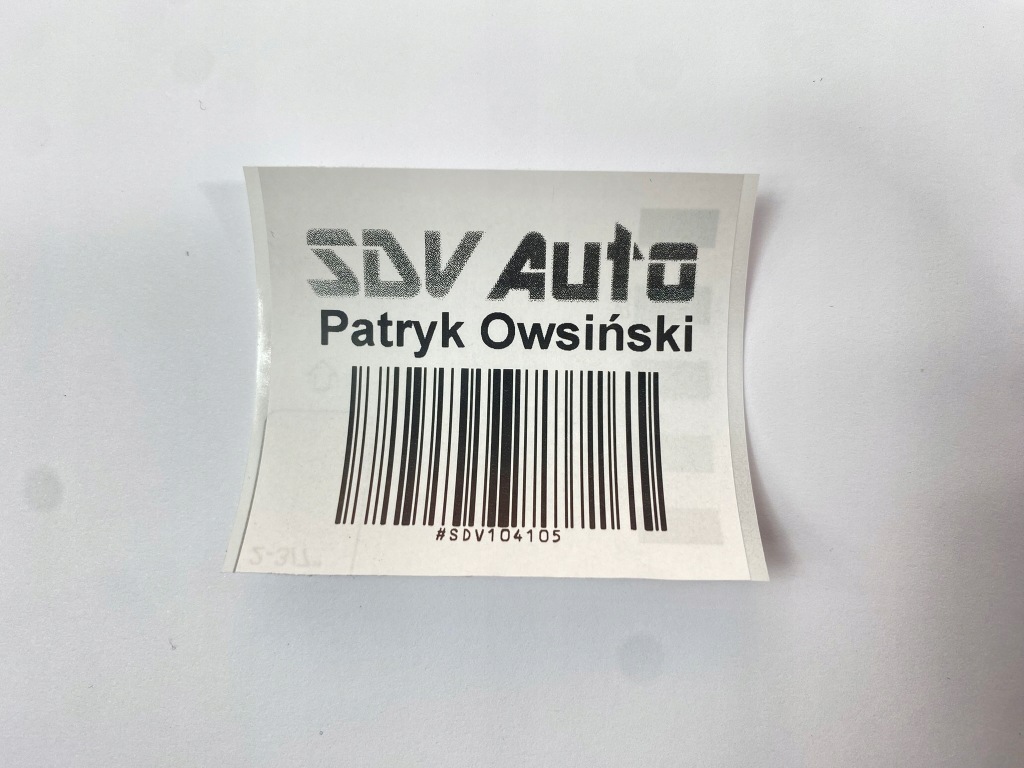 SDV Auto
Patryk Owsiński
#SDV104105